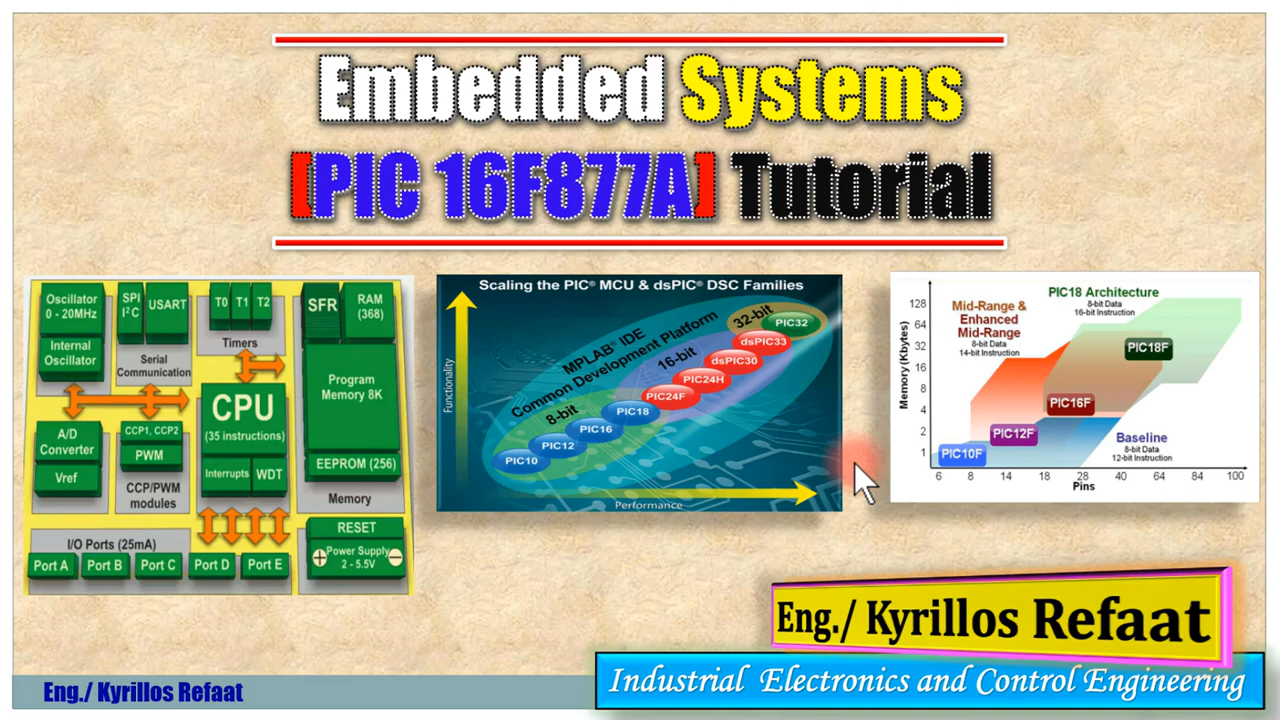 Embedded Systems
[PIC 16F877A] Tutorial
Oscillator
0 - 20MHz
Internal
Oscillator
SPI
I²C
USART
Serial
Communication
T0 T1 T2
Timers
SFR
RAM
(368)
Program
Memory 8K
EEPROM (256)
Memory
CPU
(35 instructions)
Interrupts
WDT
A/D
Converter
Vref
CCP1, CCP2
PWM
CCP/PWM
modules
I/O Ports (25mA)
Port A Port B Port C Port D Port E
RESET
+ Power Supply −
2 - 5.5V
Scaling the PIC® MCU & dsPIC® DSC Families
Functionality
MPLAB® IDE
Common Development Platform
8-bit
16-bit
32-bit
PIC10
PIC12
PIC16
PIC18
PIC24F
PIC24H
dsPIC30
dsPIC33
PIC32
Performance
Memory (Kbytes)
128
64
32
16
8
4
2
1
Mid-Range &
Enhanced
Mid-Range
8-bit Data
14-bit Instruction
PIC18 Architecture
8-bit Data
16-bit Instruction
PIC18F
PIC16F
PIC12F
PIC10F
Baseline
8-bit Data
12-bit Instruction
6 8 14 18 28 40 64 84 100
Pins
Eng./ Kyrillos Refaat
Industrial Electronics and Control Engineering
Eng./ Kyrillos Refaat